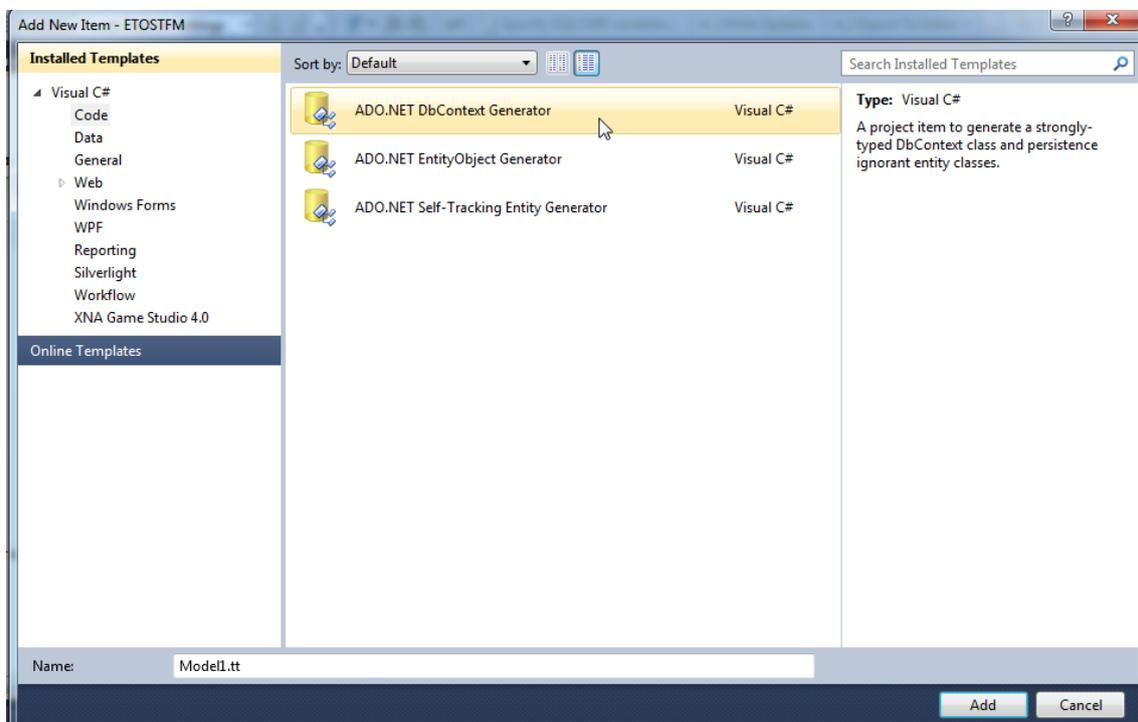 Add New Item - ETOSTFM
Installed Templates
Sort by: Default
Search Installed Templates
Visual C#
Code
Data
General
Web
Windows Forms
WPF
Reporting
Silverlight
Workflow
XNA Game Studio 4.0
Online Templates
ADO.NET DbContext Generator Visual C#
ADO.NET EntityObject Generator Visual C#
ADO.NET Self-Tracking Entity Generator Visual C#
Type: Visual C#
A project item to generate a strongly-
typed DbContext class and persistence
ignorant entity classes.
Name: Model1.tt
Add Cancel